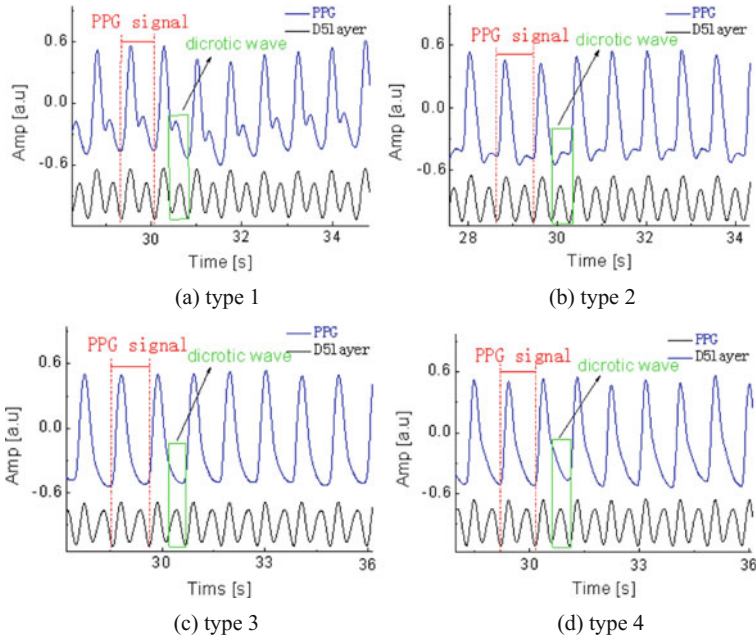 PPG
D5layer
PPG signal
dicrotic wave
0.6
0.0
-0.6
Amp [a.u]
30 32 34
Time [s]
(a) type 1
PPG
D5layer
PPG signal
dicrotic wave
0.6
0.0
-0.6
Amp [a.u]
28 30 32 34
Time [s]
(b) type 2
PPG
D5layer
PPG signal
dicrotic wave
0.6
0.0
-0.6
Amp [a.u]
30 33 36
Tims [s]
(c) type 3
PPG
D5layer
PPG signal
dicrotic wave
0.6
0.0
-0.6
Amp [a.u]
30 33 36
Time [s]
(d) type 4